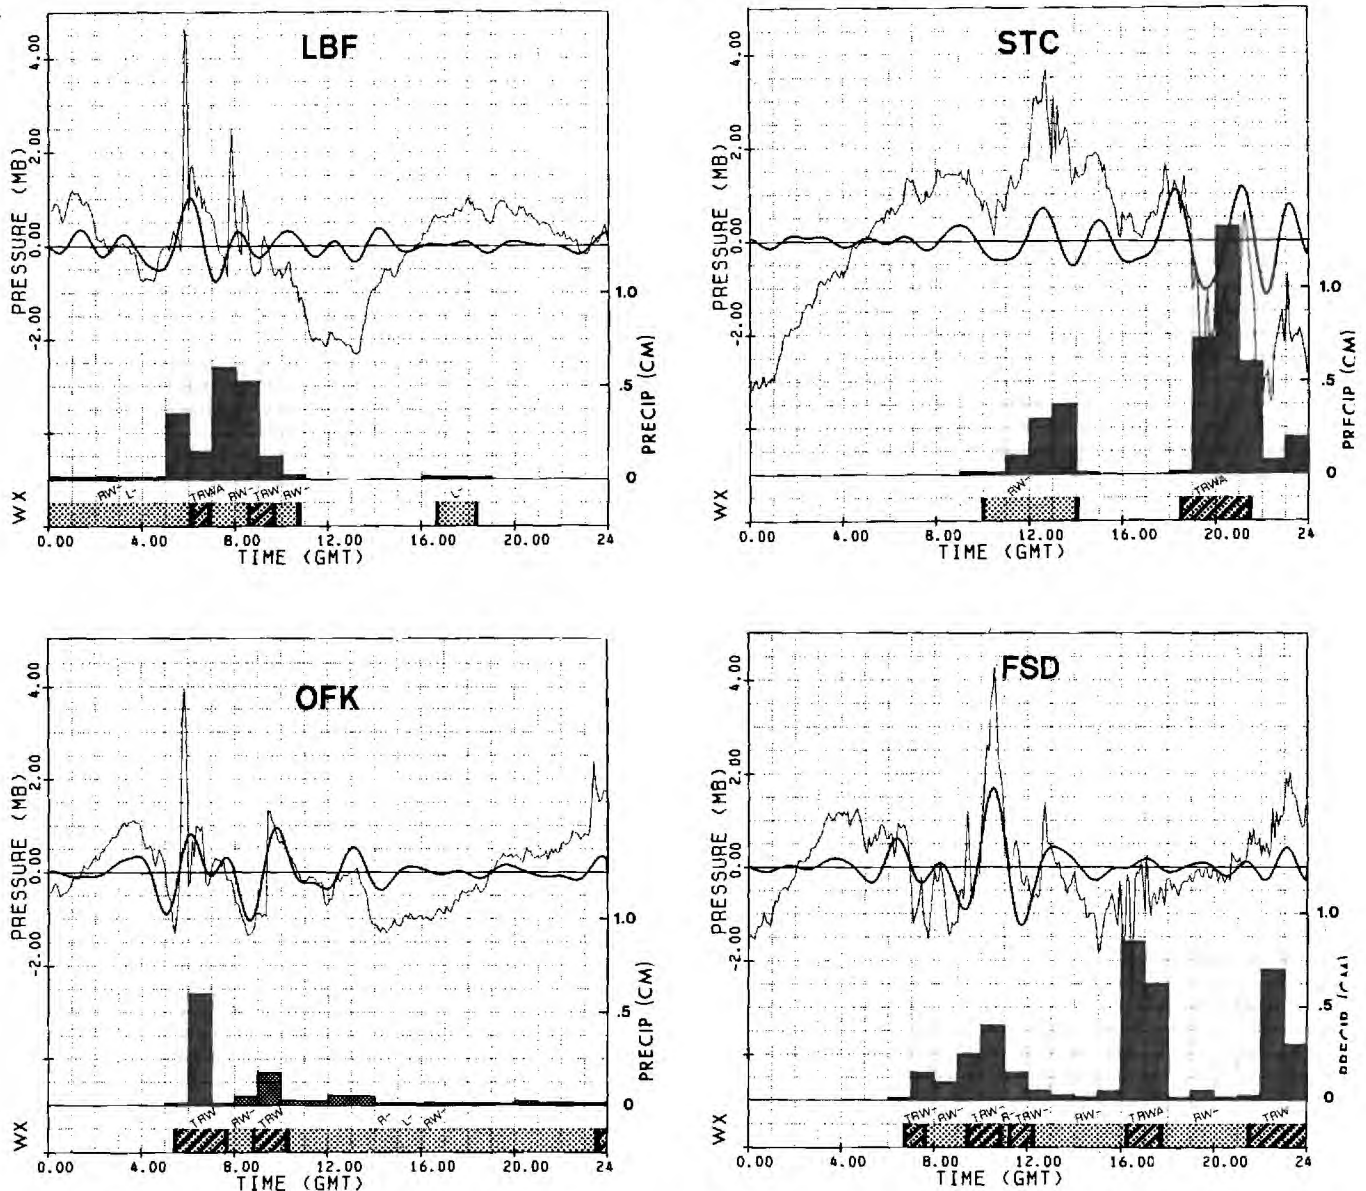 LBF
PRESSURE (MB)
4.00
2.00
0.00
-2.00
1.0
.5
0
PRECIP (CM)
WX
RW- L- TRWA RW- TRW RW- L-
0.00 4.00 8.00 12.00 16.00 20.00 24
TIME (GMT)
STC
PRESSURE (MB)
4.00
2.00
0.00
-2.00
1.0
.5
0
PRECIP (CM)
WX
RW- TRWA
0.00 4.00 8.00 12.00 16.00 20.00 24
TIME (GMT)
OFK
PRESSURE (MB)
4.00
2.00
0.00
-2.00
1.0
.5
0
PRECIP (CM)
WX
TRW RW- TRW R- L- RW-
0.00 4.00 8.00 12.00 16.00 20.00 24
TIME (GMT)
FSD
PRESSURE (MB)
4.00
2.00
0.00
-2.00
1.0
.5
0
PRECIP (CM)
WX
TRW- RW- TRW- R- TRW- RW- TRWA RW- TRW
0.00 4.00 8.00 12.00 16.00 20.00 24
TIME (GMT)